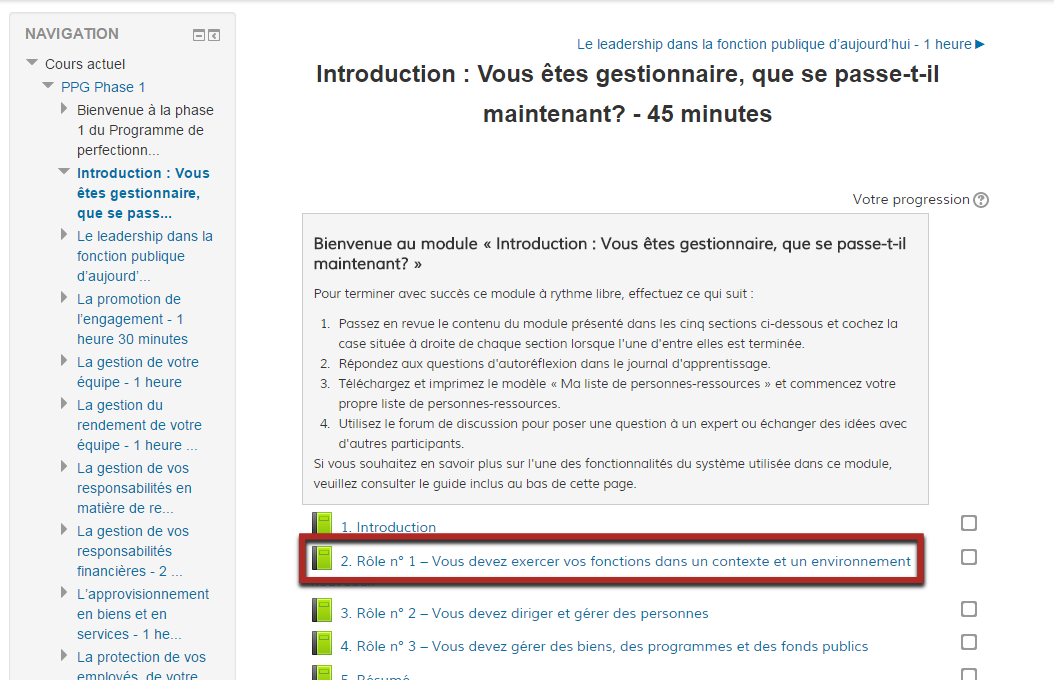 NAVIGATION
Cours actuel
PPG Phase 1
Bienvenue à la phase
1 du Programme de
perfectionn...
Introduction : Vous
êtes gestionnaire,
que se pass...
Le leadership dans la
fonction publique
d'aujourd'...
La promotion de
l'engagement - 1
heure 30 minutes
La gestion de votre
équipe - 1 heure
La gestion du
rendement de votre
équipe - 1 heure ...
La gestion de vos
responsabilités en
matière de re...
La gestion de vos
responsabilités
financières - 2 ...
L'approvisionnement
en biens et en
services - 1 he...
La protection de vos
employés, de votre
Le leadership dans la fonction publique d'aujourd'hui - 1 heure ►
Introduction : Vous êtes gestionnaire, que se passe-t-il
maintenant? - 45 minutes
Votre progression
Bienvenue au module « Introduction : Vous êtes gestionnaire, que se passe-t-il
maintenant? »
Pour terminer avec succès ce module à rythme libre, effectuez ce qui suit :
1. Passez en revue le contenu du module présenté dans les cinq sections ci-dessous et cochez la
case située à droite de chaque section lorsque l'une d'entre elles est terminée.
2. Répondez aux questions d'autoréflexion dans le journal d'apprentissage.
3. Téléchargez et imprimez le modèle « Ma liste de personnes-ressources » et commencez votre
propre liste de personnes-ressources.
4. Utilisez le forum de discussion pour poser une question à un expert ou échanger des idées avec
d'autres participants.
Si vous souhaitez en savoir plus sur l'une des fonctionnalités du système utilisée dans ce module,
veuillez consulter le guide inclus au bas de cette page.
1. Introduction
2. Rôle n° 1 – Vous devez exercer vos fonctions dans un contexte et un environnement
3. Rôle n° 2 – Vous devez diriger et gérer des personnes
4. Rôle n° 3 – Vous devez gérer des biens, des programmes et des fonds publics
5. Résumé